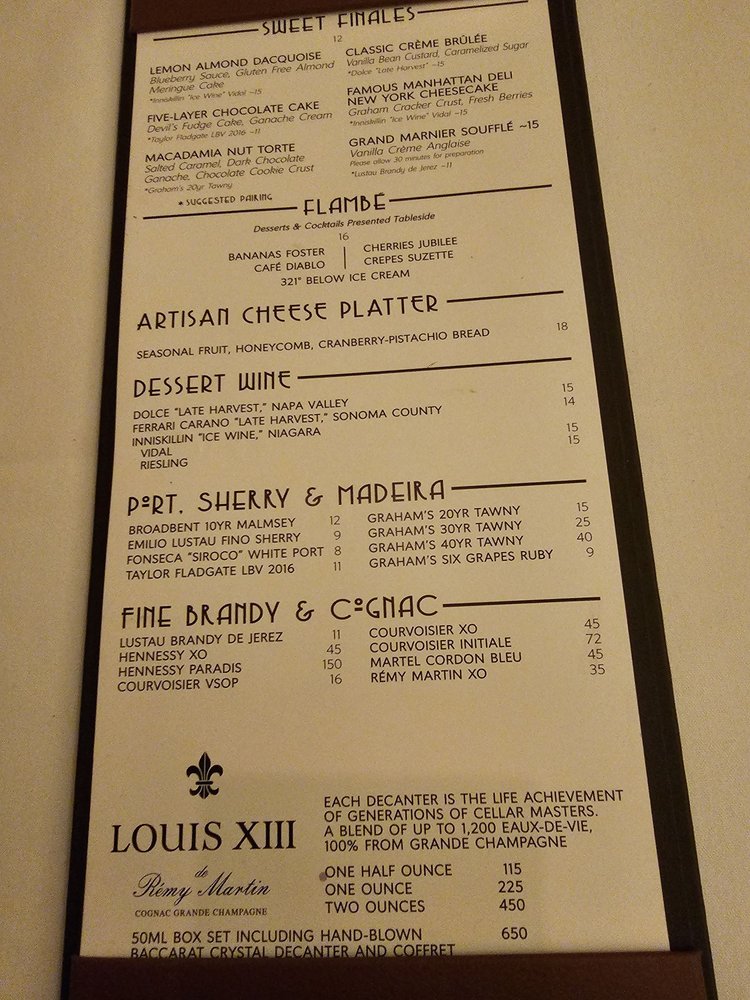 SWEET FINALES
12
LEMON ALMOND DACQUOISE
Blueberry Sauce, Gluten Free Almond
Meringue Cake
*Inniskillin "Ice Wine" Vidal ~15
FIVE-LAYER CHOCOLATE CAKE
Devil's Fudge Cake, Ganache Cream
*Taylor Fladgate LBV 2016 ~11
MACADAMIA NUT TORTE
Salted Caramel, Dark Chocolate
Ganache, Chocolate Cookie Crust
*Graham's 20yr Tawny
* SUGGESTED PAIRING
CLASSIC CRÈME BRÛLÉE
Vanilla Bean Custard, Caramelized Sugar
*Dolce "Late Harvest" ~15
FAMOUS MANHATTAN DELI
NEW YORK CHEESECAKE
Graham Cracker Crust, Fresh Berries
*Inniskillin "Ice Wine" Vidal ~15
GRAND MARNIER SOUFFLÉ ~15
Vanilla Crème Anglaise
Please allow 30 minutes for preparation
*Lustau Brandy de Jerez ~11
FLAMBÉ
Desserts & Cocktails Presented Tableside
16
BANANAS FOSTER
CAFÉ DIABLO
CHERRIES JUBILEE
CREPES SUZETTE
321° BELOW ICE CREAM
ARTISAN CHEESE PLATTER
SEASONAL FRUIT, HONEYCOMB, CRANBERRY-PISTACHIO BREAD 18
DESSERT WINE
DOLCE "LATE HARVEST," NAPA VALLEY 15
FERRARI CARANO "LATE HARVEST," SONOMA COUNTY 14
INNISKILLIN "ICE WINE," NIAGARA
VIDAL 15
RIESLING 15
PORT, SHERRY & MADEIRA
BROADBENT 10YR MALMSEY 12
EMILIO LUSTAU FINO SHERRY 9
FONSECA "SIROCO" WHITE PORT 8
TAYLOR FLADGATE LBV 2016 11
GRAHAM'S 20YR TAWNY 15
GRAHAM'S 30YR TAWNY 25
GRAHAM'S 40YR TAWNY 40
GRAHAM'S SIX GRAPES RUBY 9
FINE BRANDY & COGNAC
LUSTAU BRANDY DE JEREZ 11
HENNESSY XO 45
HENNESSY PARADIS 150
COURVOISIER VSOP 16
COURVOISIER XO 45
COURVOISIER INITIALE 72
MARTEL CORDON BLEU 45
RÉMY MARTIN XO 35
LOUIS XIII
de
Rémy Martin
COGNAC GRANDE CHAMPAGNE
EACH DECANTER IS THE LIFE ACHIEVEMENT
OF GENERATIONS OF CELLAR MASTERS.
A BLEND OF UP TO 1,200 EAUX-DE-VIE,
100% FROM GRANDE CHAMPAGNE
ONE HALF OUNCE 115
ONE OUNCE 225
TWO OUNCES 450
50ML BOX SET INCLUDING HAND-BLOWN 650
BACCARAT CRYSTAL DECANTER AND COFFRET